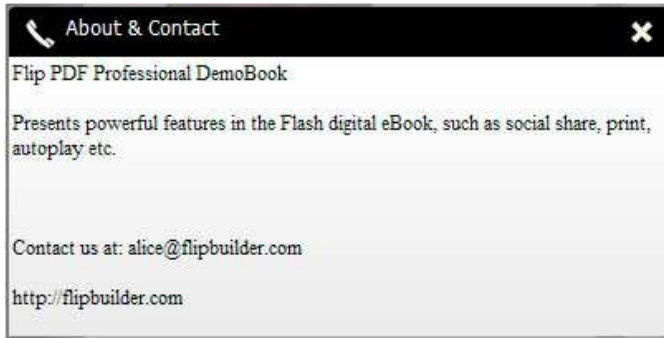 About & Contact
Flip PDF Professional DemoBook
Presents powerful features in the Flash digital eBook, such as social share, print,
autoplay etc.
Contact us at: alice@flipbuilder.com
http://flipbuilder.com